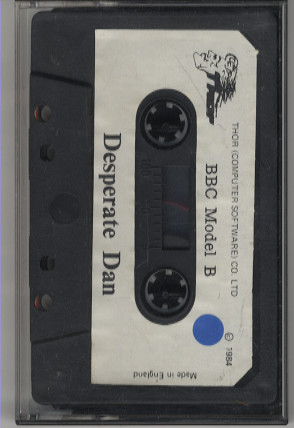 THOR (COMPUTER SOFTWARE) CO. LTD
BBC Model B
© 1984
Desperate Dan
Made in England